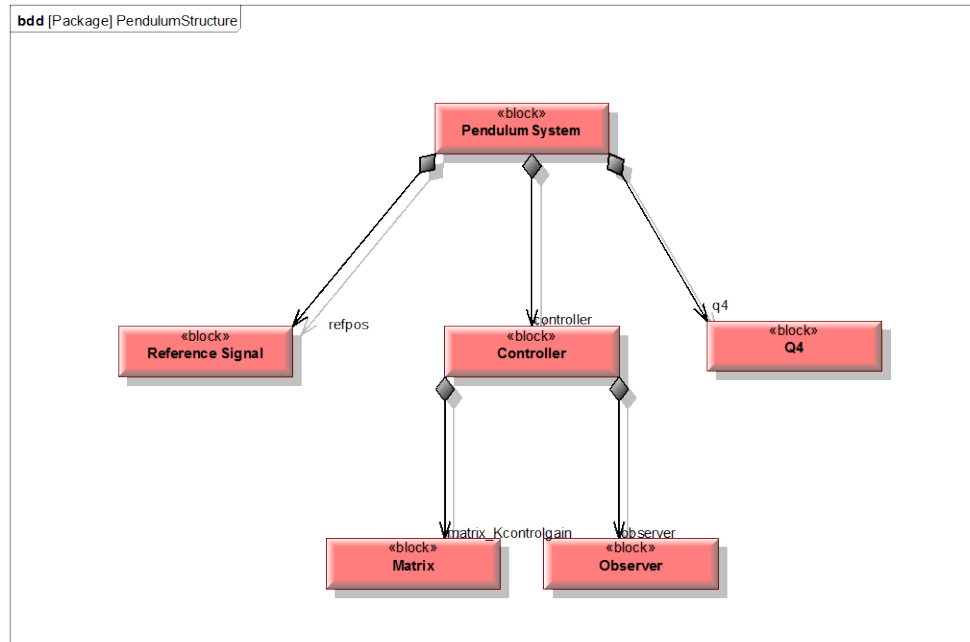 bdd [Package] PendulumStructure
«block»
Pendulum System
refpos
controller
q4
«block»
Reference Signal
«block»
Controller
«block»
Q4
matrix_Kcontrolgain
observer
«block»
Matrix
«block»
Observer